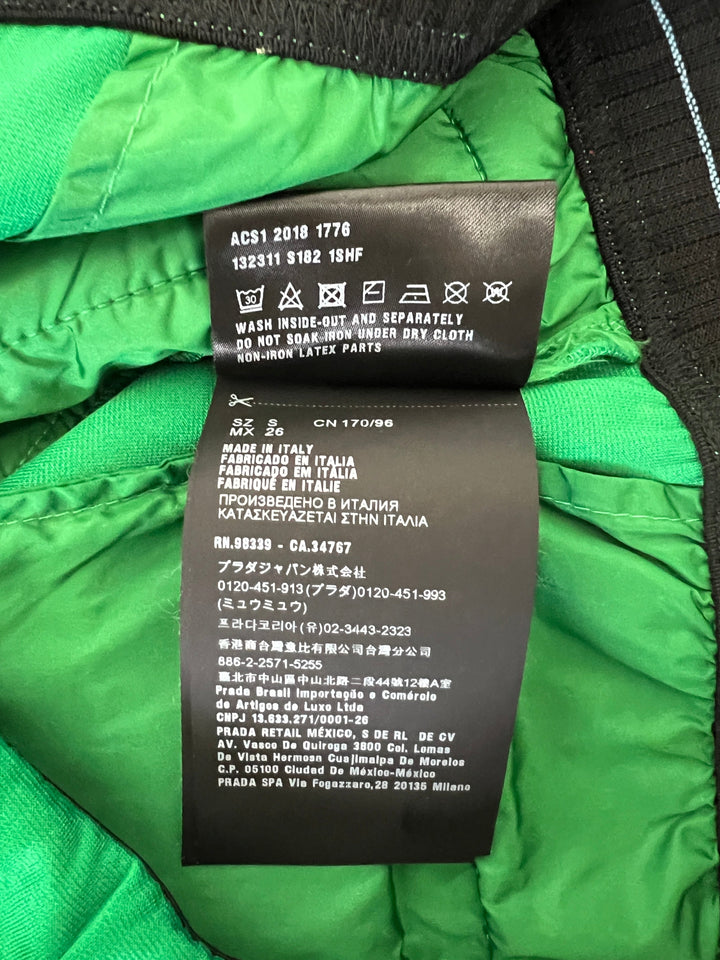 ACS1 2018 1776
132311 S182 1SHF
30
WASH INSIDE-OUT AND SEPARATELY
DO NOT SOAK IRON UNDER DRY CLOTH
NON-IRON LATEX PARTS
SZ S CN 170/96
MX 26
MADE IN ITALY
FABRICADO EN ITALIA
FABRICADO EM ITALIA
FABRIQUÉ EN ITALIE
ПРОИЗВЕДЕНО В ИТАЛИЯ
ΚΑΤΑΣΚΕΥΑΖΕΤΑΙ ΣΤΗΝ ΙΤΑΛΙΑ
RN.98339 - CA.34767
プラダジャパン株式会社
0120-451-913(プラダ)0120-451-993
(ミュウミュウ)
프라다코리아(유)02-3443-2323
香港商台灣壹比有限公司台灣分公司
886-2-2571-5255
臺北市中山區中山北路二段44號12樓A室
Prada Brasil Importação e Comércio
de Artigos de Luxo Ltda
CNPJ 13.633.271/0001-26
PRADA RETAIL MÉXICO, S DE RL DE CV
AV. Vasco De Quiroga 3800 Col. Lomas
De Vista Hermosn Cuajimalpa De Morelos
C.P. 05100 Ciudad De México-México
PRADA SPA Via Fogazzaro,28 20135 Milano